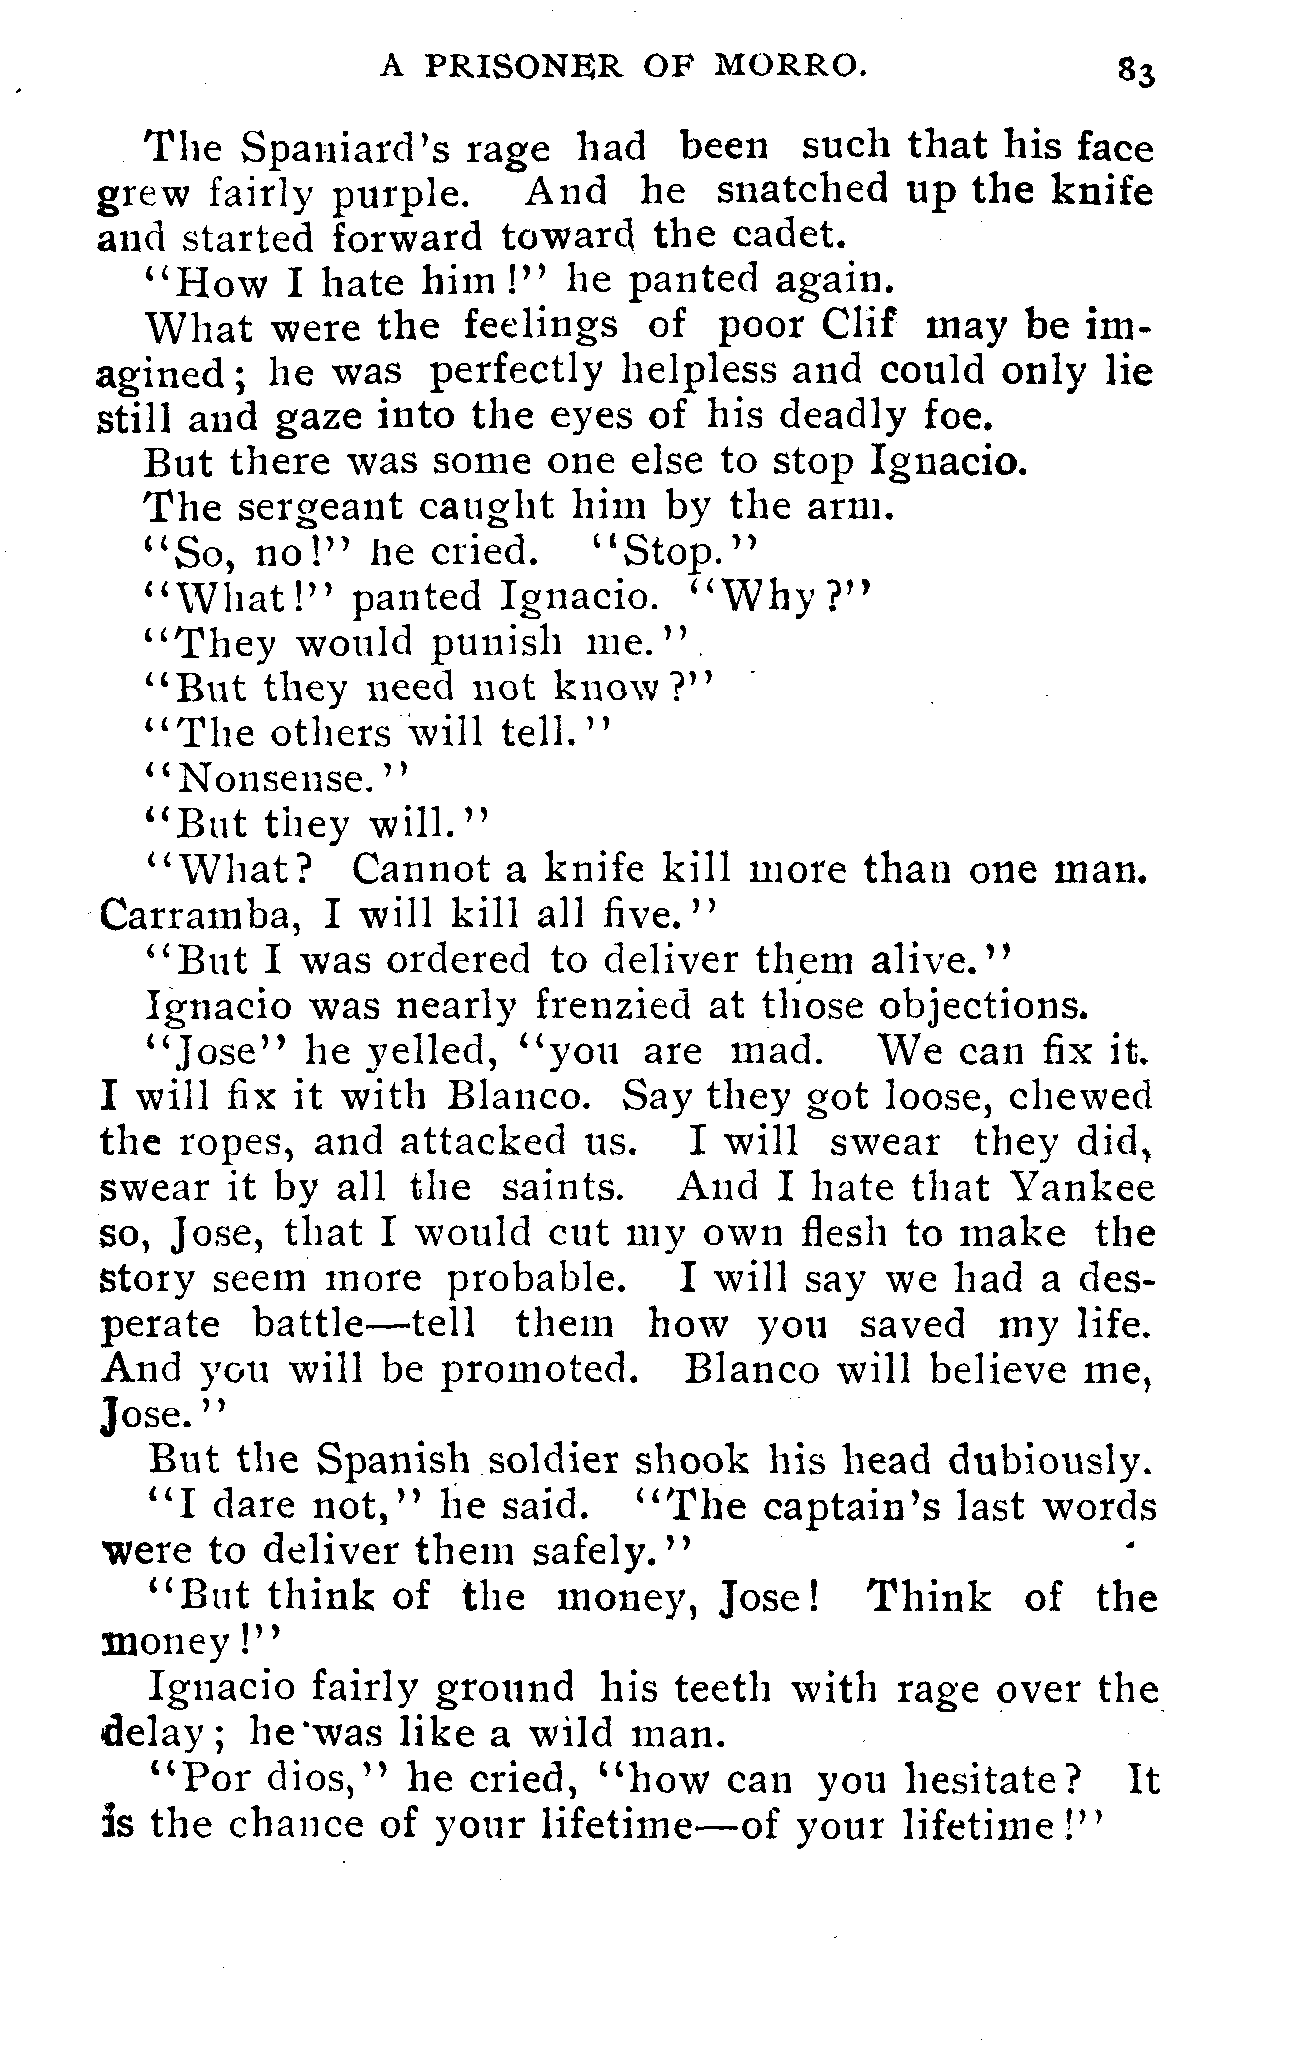 A PRISONER OF MORRO. 83
The Spaniard's rage had been such that his face
grew fairly purple. And he snatched up the knife
and started forward toward the cadet.
"How I hate him!" he panted again.
What were the feelings of poor Clif may be im-
agined; he was perfectly helpless and could only lie
still and gaze into the eyes of his deadly foe.
But there was some one else to stop Ignacio.
The sergeant caught him by the arm.
"So, no!" he cried. "Stop."
"What!" panted Ignacio. "Why?"
"They would punish me."
"But they need not know?"
"The others will tell."
"Nonsense."
"But they will."
"What? Cannot a knife kill more than one man.
Carramba, I will kill all five."
"But I was ordered to deliver them alive."
Ignacio was nearly frenzied at those objections.
"Jose" he yelled, "you are mad. We can fix it.
I will fix it with Blanco. Say they got loose, chewed
the ropes, and attacked us. I will swear they did,
swear it by all the saints. And I hate that Yankee
so, Jose, that I would cut my own flesh to make the
story seem more probable. I will say we had a des-
perate battle—tell them how you saved my life.
And you will be promoted. Blanco will believe me,
Jose."
But the Spanish soldier shook his head dubiously.
"I dare not," he said. "The captain's last words
were to deliver them safely."
"But think of the money, Jose! Think of the
money!"
Ignacio fairly ground his teeth with rage over the
delay; he was like a wild man.
"Por dios," he cried, "how can you hesitate? It
is the chance of your lifetime—of your lifetime!"